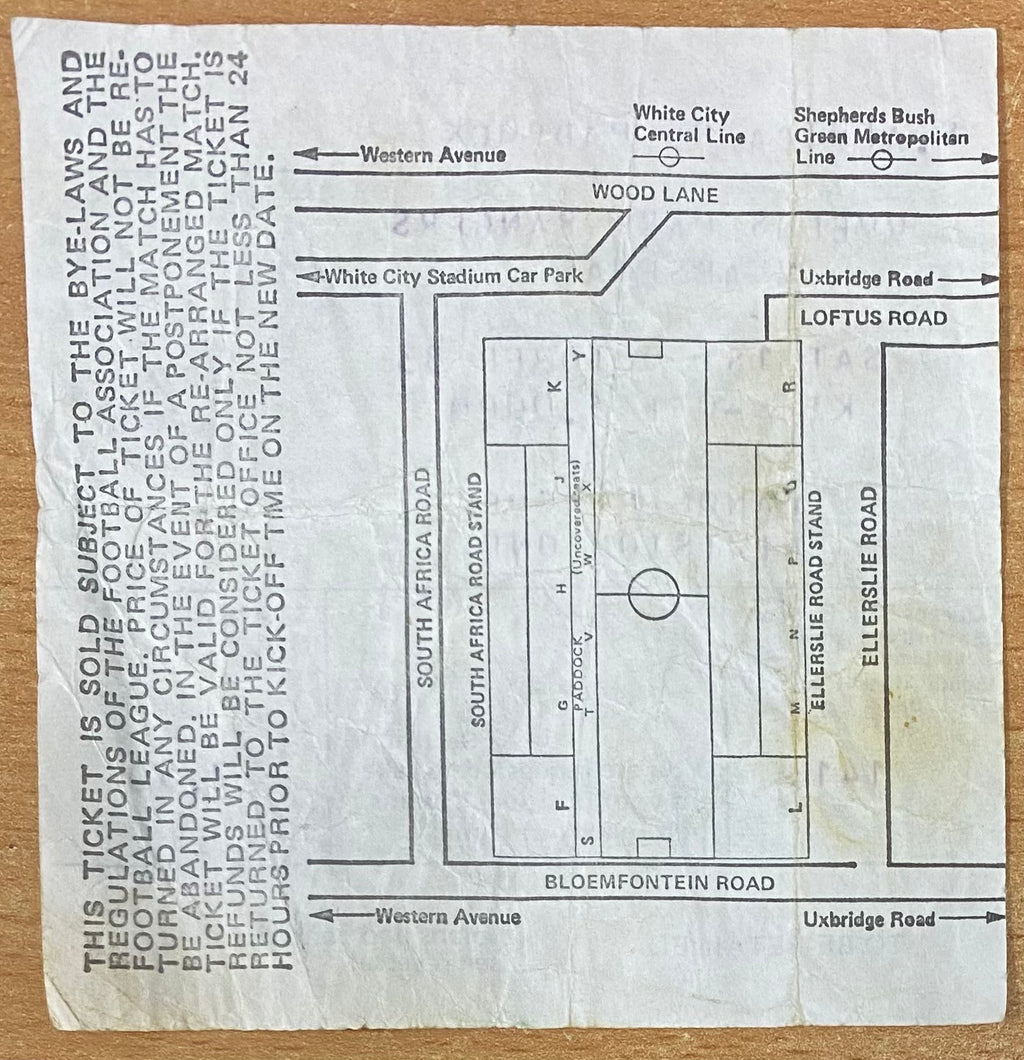 THIS TICKET IS SOLD SUBJECT TO THE BYE-LAWS AND
REGULATIONS OF THE FOOTBALL ASSOCIATION AND THE
FOOTBALL LEAGUE. PRICE OF TICKET WILL NOT BE RE-
TURNED IN ANY CIRCUMSTANCES IF THE MATCH HAS TO
BE ABANDONED. IN THE EVENT OF A POSTPONEMENT THE
TICKET WILL BE VALID FOR THE RE-ARRANGED MATCH.
REFUNDS WILL BE CONSIDERED ONLY IF THE TICKET IS
RETURNED TO THE TICKET OFFICE NOT LESS THAN 24
HOURS PRIOR TO KICK-OFF TIME ON THE NEW DATE.
White City
Central Line
Shepherds Bush
Green Metropolitan
Line
Western Avenue
WOOD LANE
White City Stadium Car Park
Uxbridge Road
LOFTUS ROAD
SOUTH AFRICA ROAD
SOUTH AFRICA ROAD STAND
F
G
H
J
K
PADDOCK (Uncovered seats)
S
T
V
W
X
Y
L
M
N
P
Q
R
ELLERSLIE ROAD STAND
ELLERSLIE ROAD
BLOEMFONTEIN ROAD
Western Avenue
Uxbridge Road